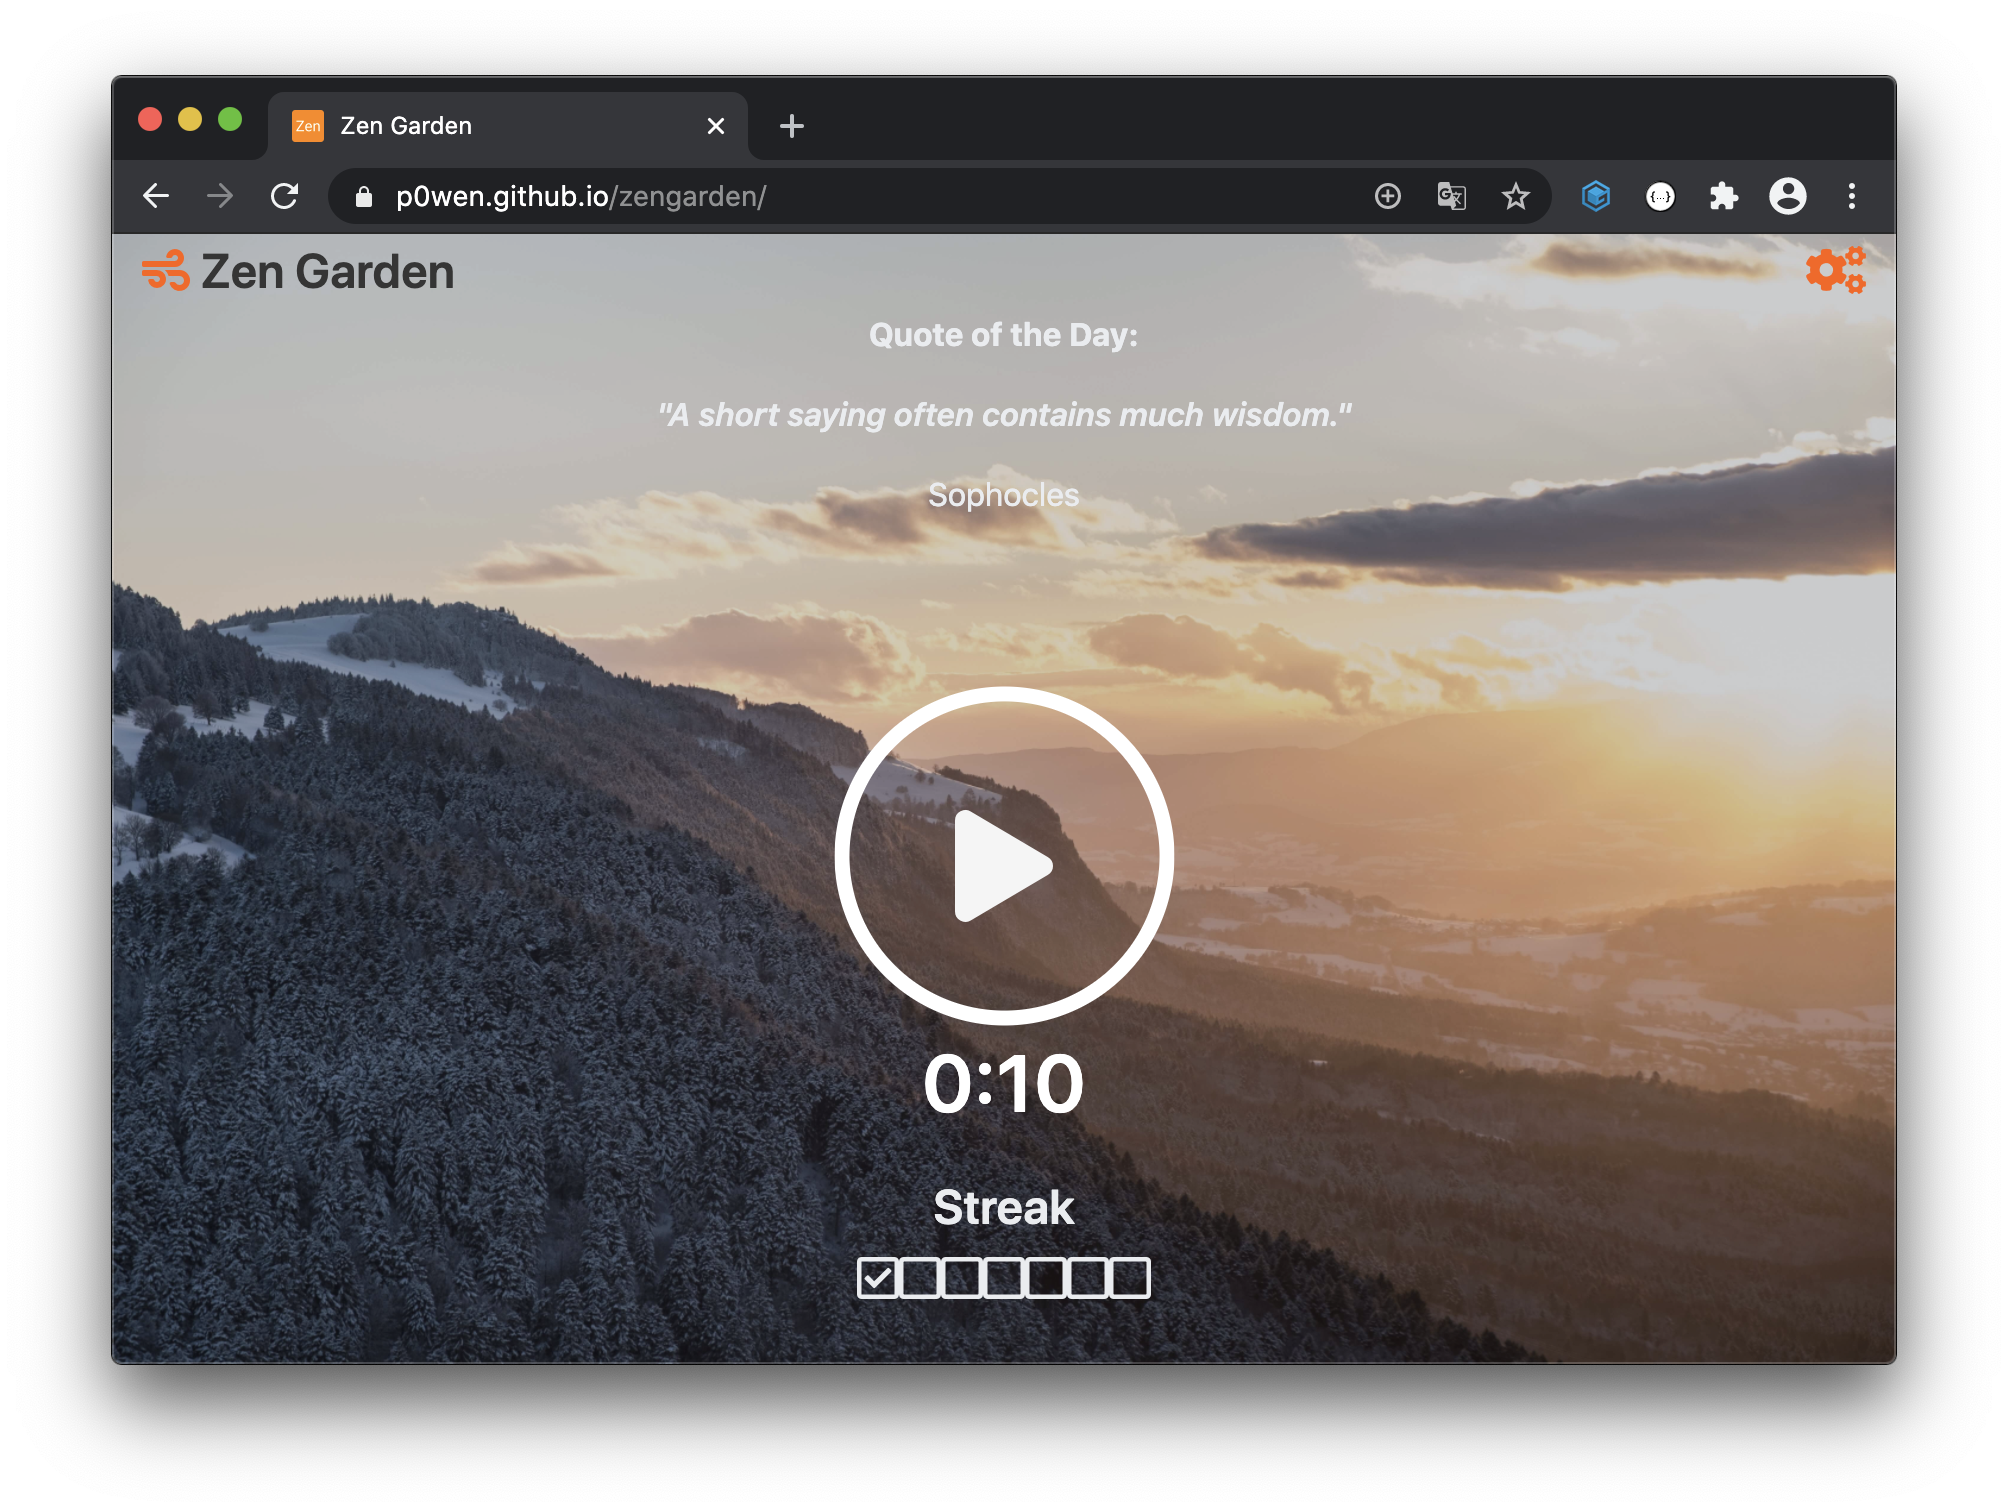 Zen Zen Garden
p0wen.github.io/zengarden/
Zen Garden
Quote of the Day:
"A short saying often contains much wisdom."
Sophocles
0:10
Streak